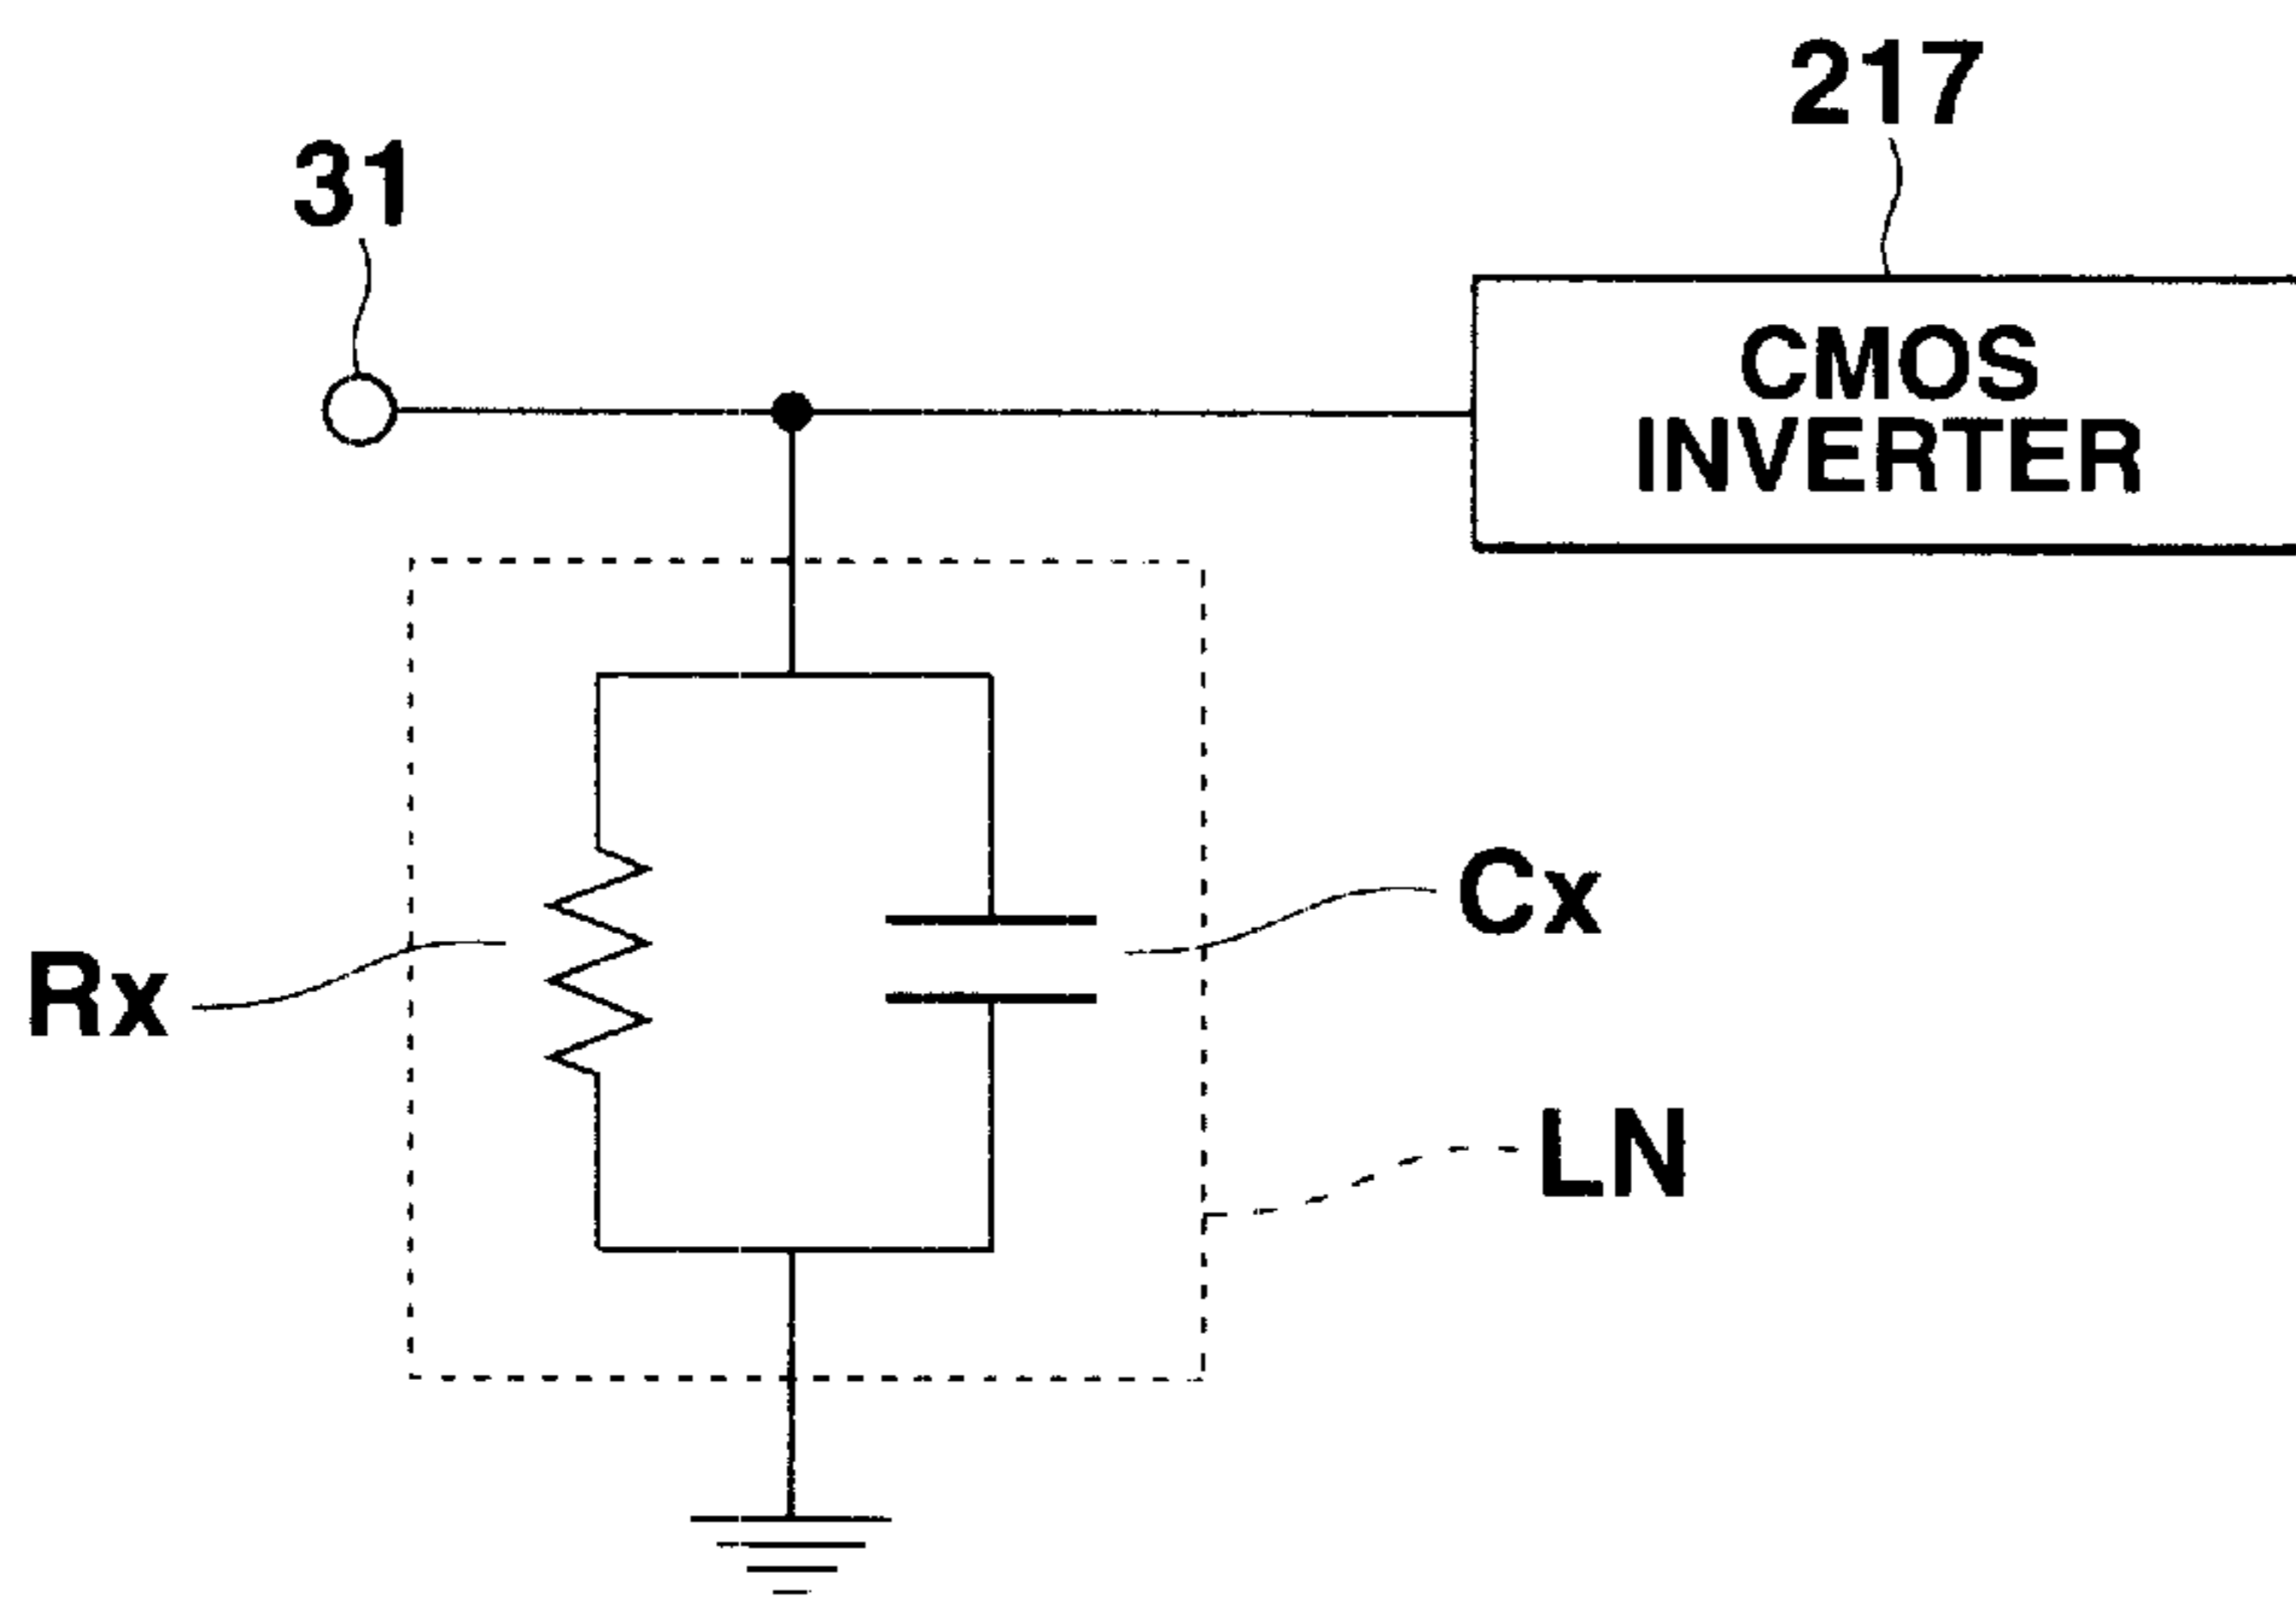 217
31
CMOS
INVERTER
Cx
Rx
LN